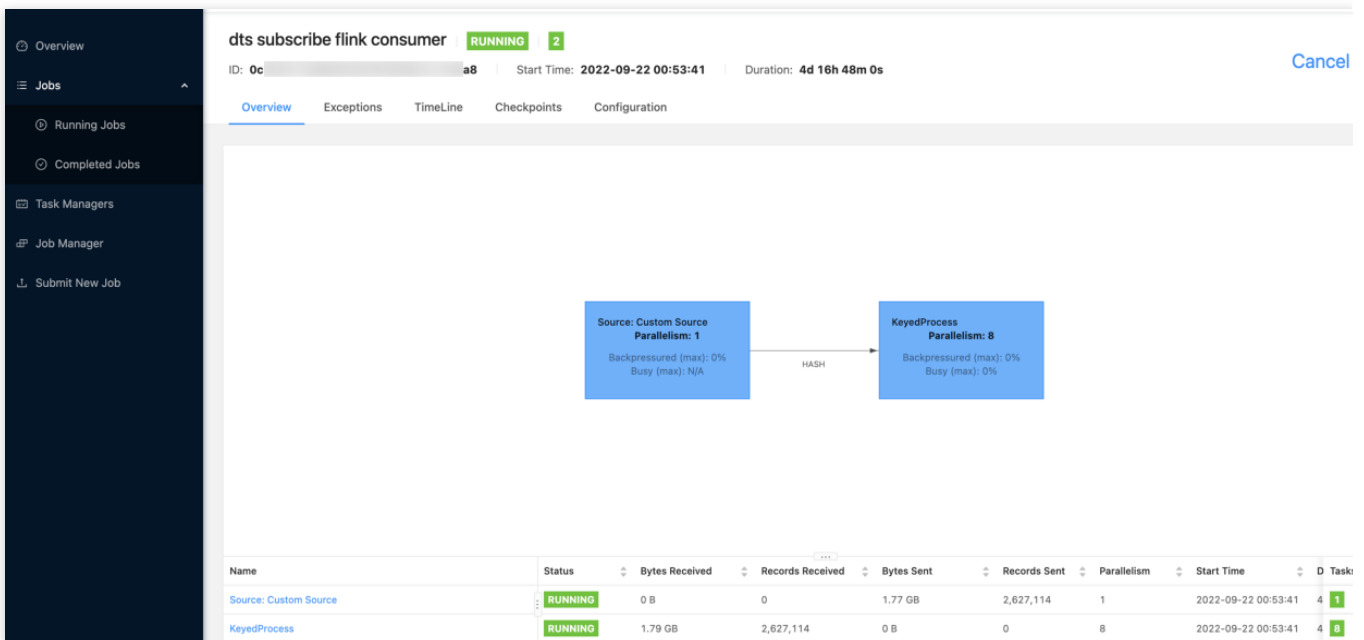 Overview
Jobs
Running Jobs
Completed Jobs
Task Managers
Job Manager
Submit New Job
dts subscribe flink consumer RUNNING 2
ID: 0c a8 Start Time: 2022-09-22 00:53:41 Duration: 4d 16h 48m 0s
Cancel
Overview Exceptions TimeLine Checkpoints Configuration
Source: Custom Source
Parallelism: 1
Backpressured (max): 0%
Busy (max): N/A
HASH
KeyedProcess
Parallelism: 8
Backpressured (max): 0%
Busy (max): 0%
Name Status Bytes Received Records Received Bytes Sent Records Sent Parallelism Start Time D Tasks
Source: Custom Source RUNNING 0 B 0 1.77 GB 2,627,114 1 2022-09-22 00:53:41 4 1
KeyedProcess RUNNING 1.79 GB 2,627,114 0 B 0 8 2022-09-22 00:53:41 4 8